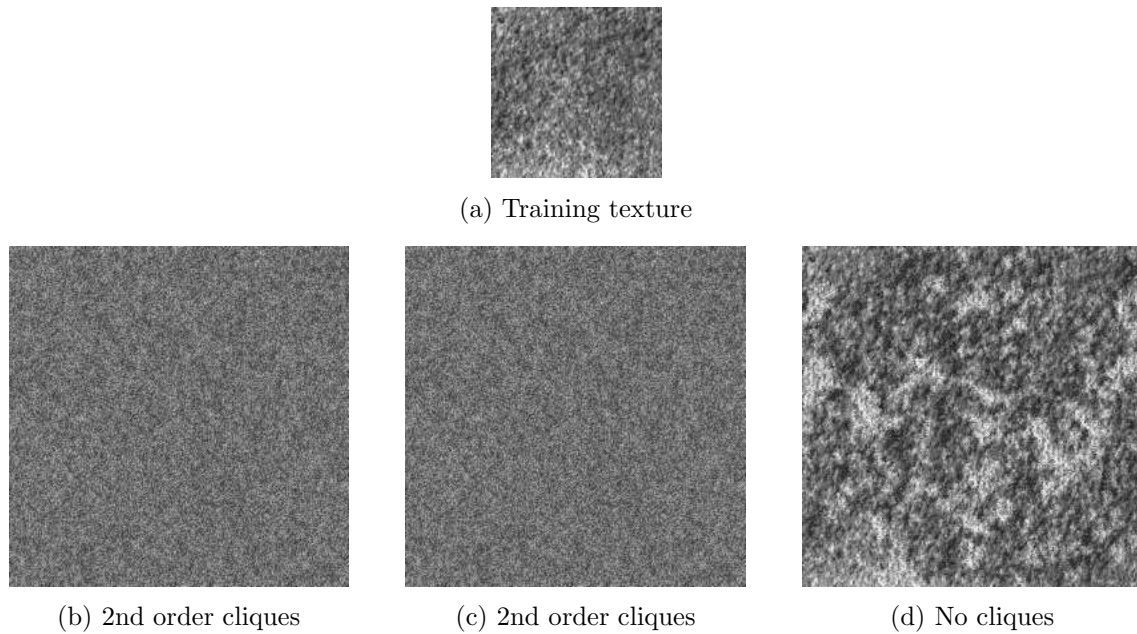 (a) Training texture
(b) 2nd order cliques
(c) 2nd order cliques
(d) No cliques